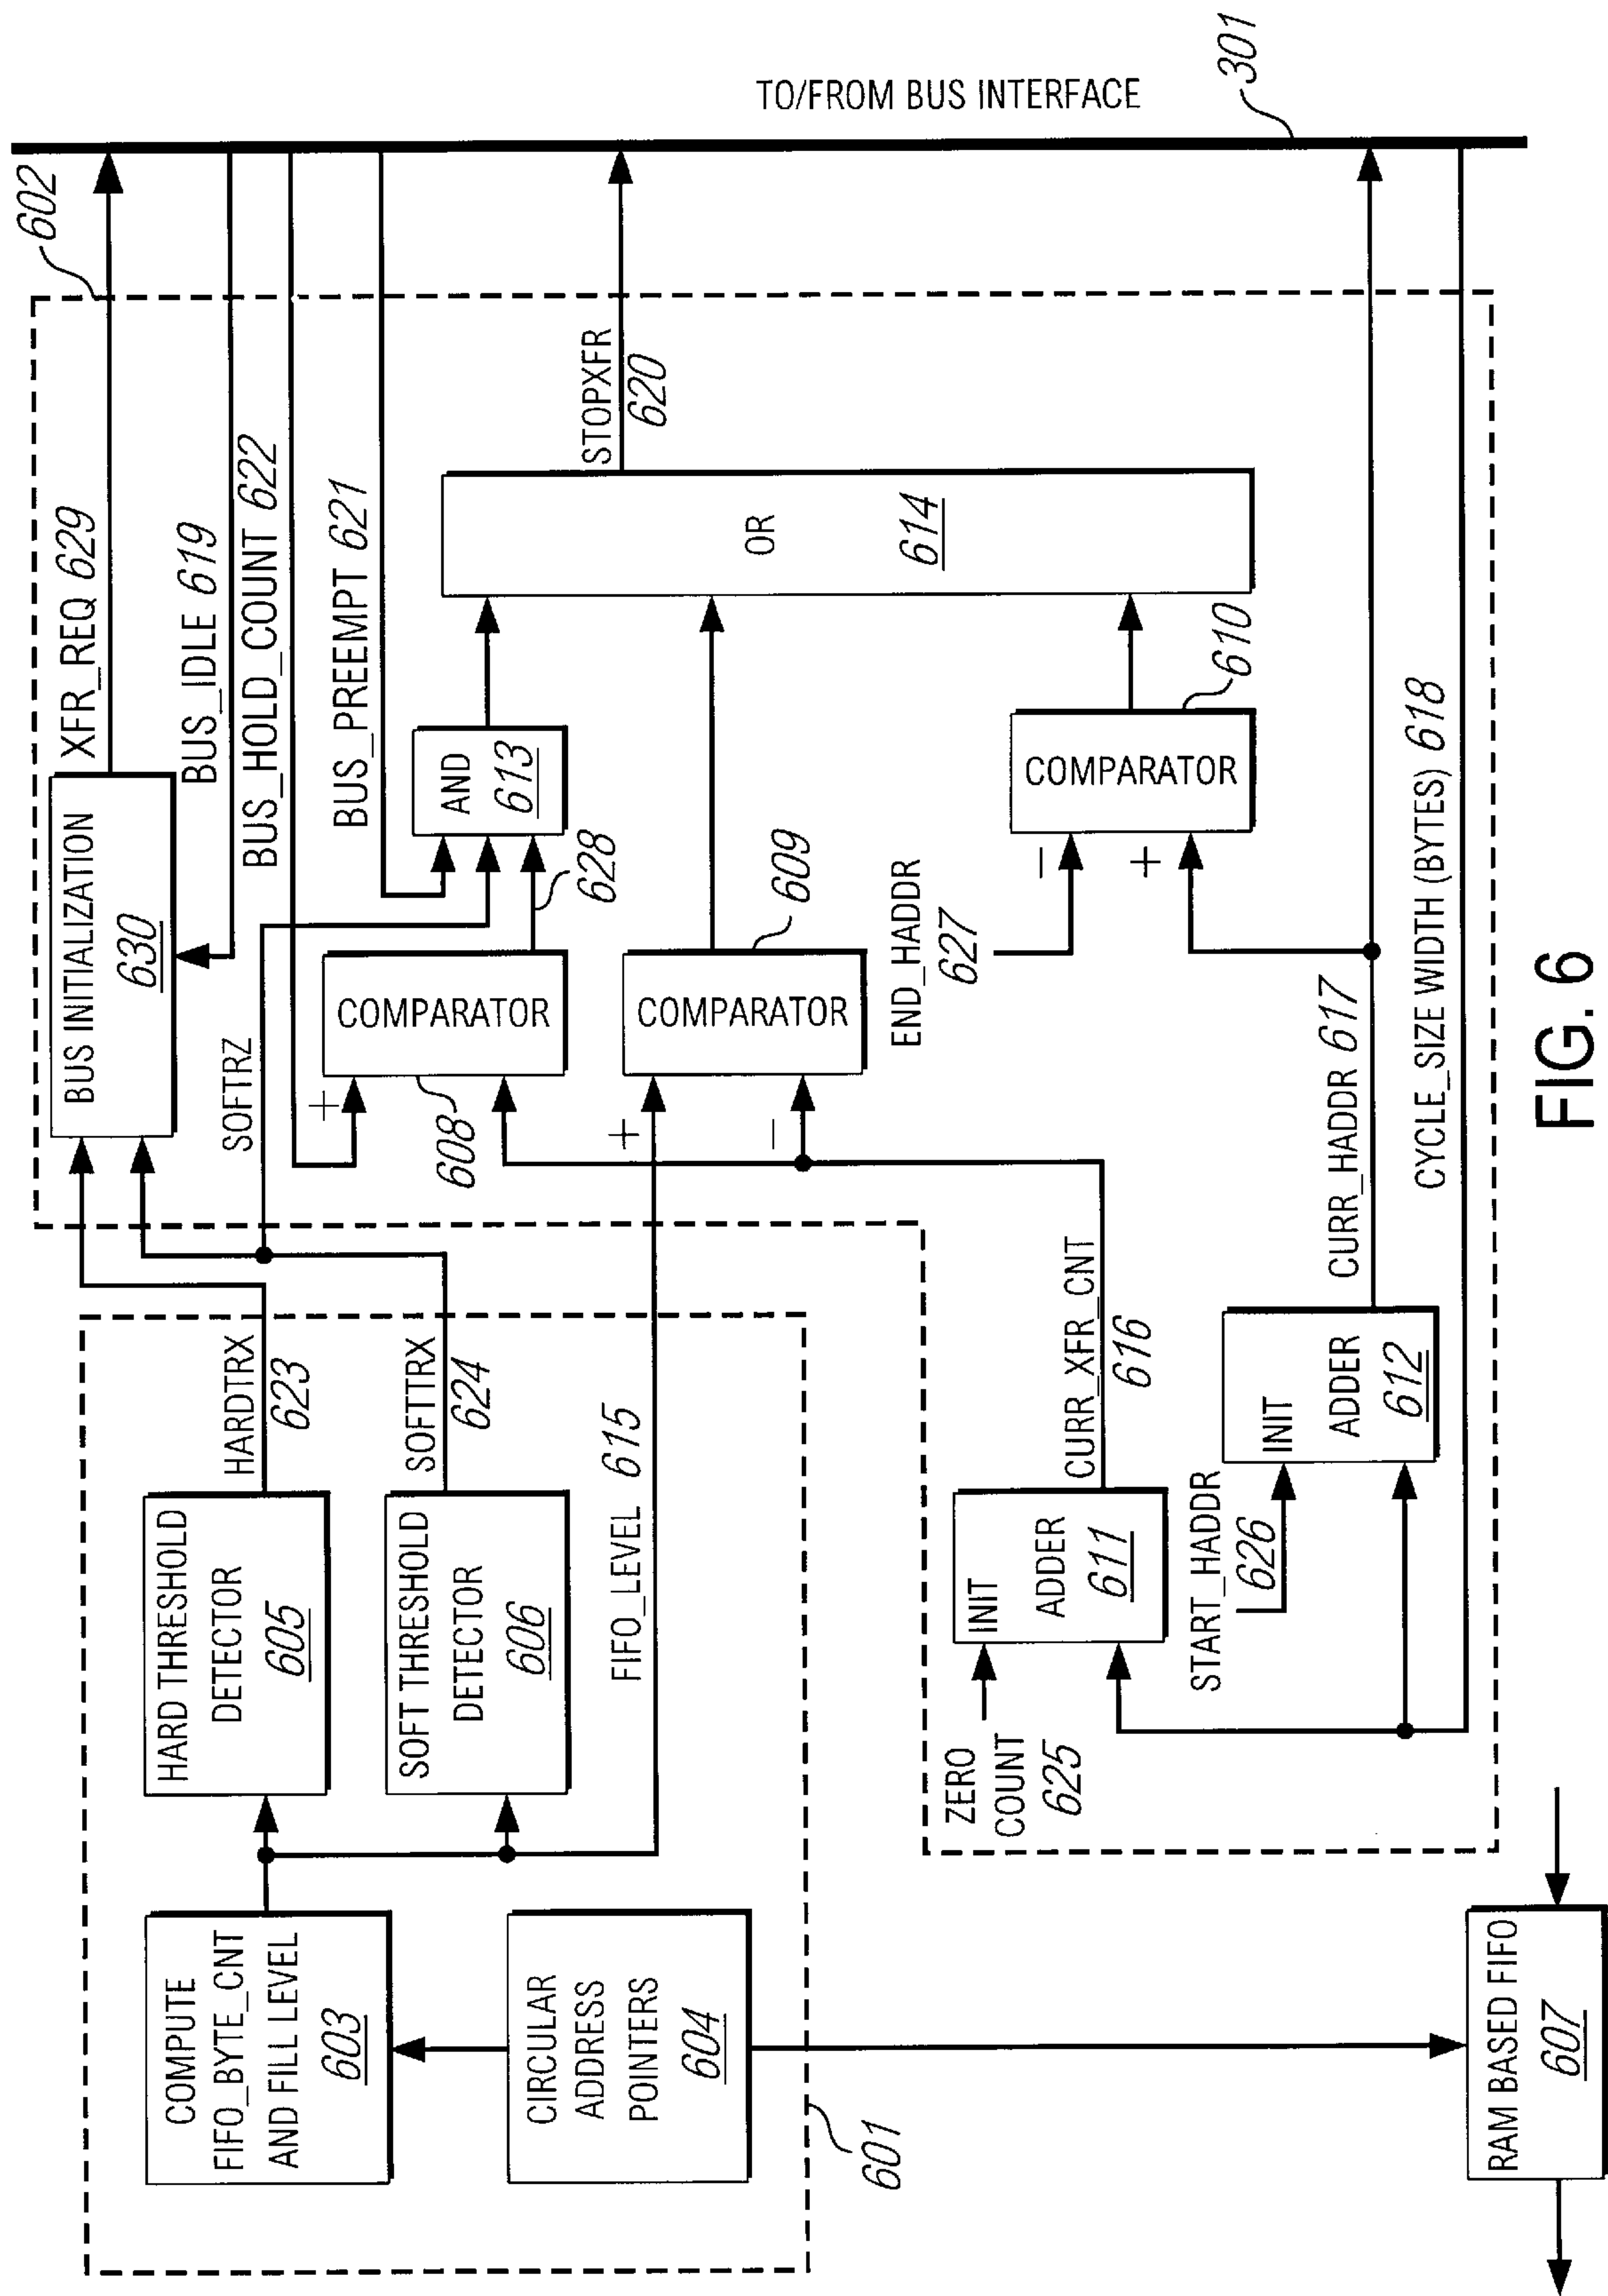 602
XFR_REQ 629
BUS_IDLE 619
BUS_HOLD_COUNT 622
BUS_PREEMPT 621
TO/FROM BUS INTERFACE
301
BUS INITIALIZATION
630
SOFTRZ
HARDTRX
623
SOFTTRX
624
HARD THRESHOLD
DETECTOR
605
SOFT THRESHOLD
DETECTOR
606
COMPUTE
FIFO_BYTE_CNT
AND FILL LEVEL
603
CIRCULAR
ADDRESS
POINTERS
604
601
FIFO_LEVEL 615
+
COMPARATOR
608
628
AND
613
+
−
COMPARATOR
609
OR
614
STOPXFR
620
END_HADDR
627
−
+
COMPARATOR
610
ZERO
COUNT
625
INIT
ADDER
611
CURR_XFR_CNT
616
START_HADDR
626
INIT
ADDER
612
CURR_HADDR 617
CYCLE_SIZE WIDTH (BYTES) 618
RAM BASED FIFO
607
FIG. 6